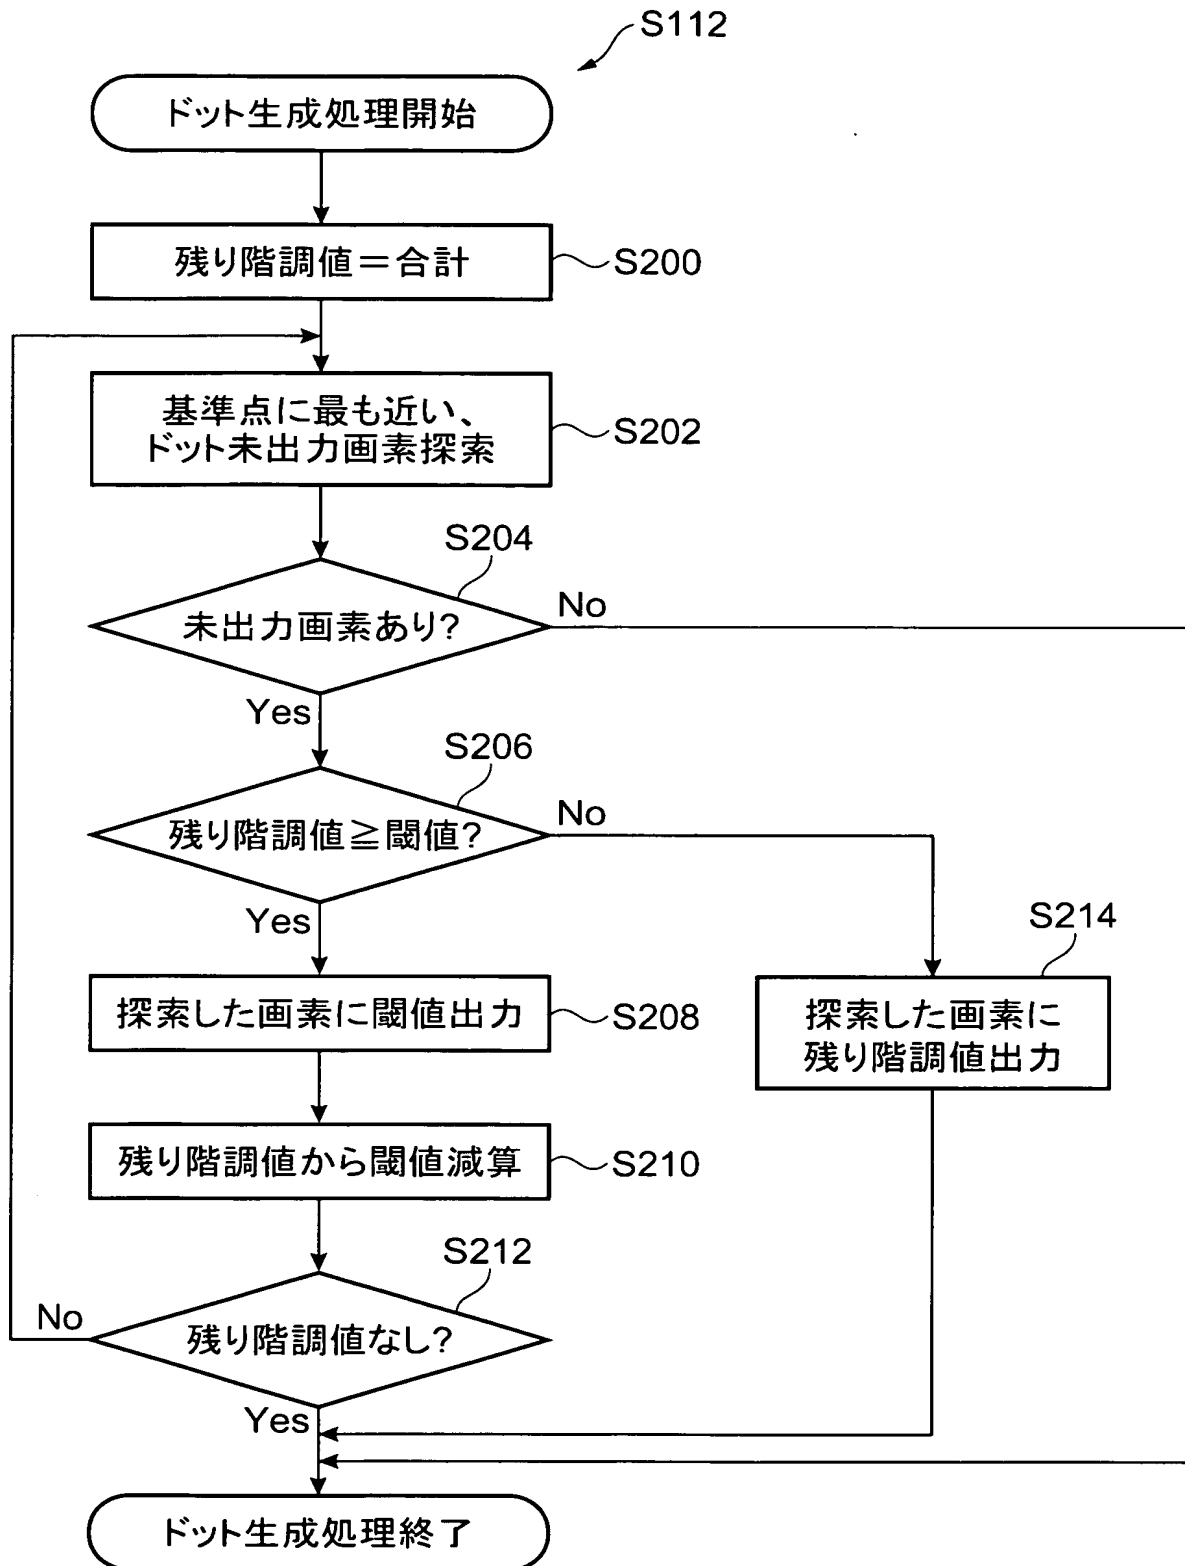 S112
ドット生成処理開始
残り階調値＝合計
S200
基準点に最も近い、
ドット未出力画素探索
S202
S204
未出力画素あり?
No
Yes
S206
残り階調値≧閾値?
No
Yes
S214
探索した画素に閾値出力
S208
探索した画素に
残り階調値出力
残り階調値から閾値減算
S210
S212
No
残り階調値なし?
Yes
ドット生成処理終了